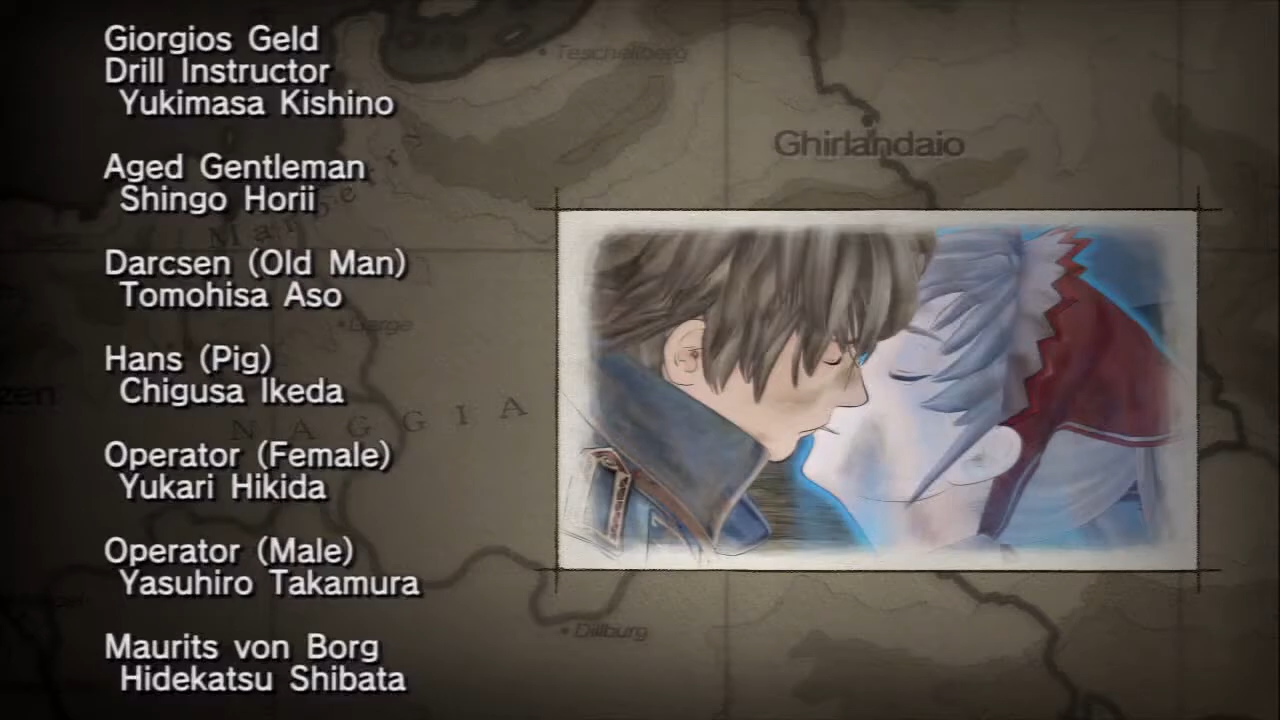 Giorgios Geld
Drill Instructor
Yukimasa Kishino
Aged Gentleman
Shingo Horii
Darcsen (Old Man)
Tomohisa Aso
Hans (Pig)
Chigusa Ikeda
Operator (Female)
Yukari Hikida
Operator (Male)
Yasuhiro Takamura
Maurits von Borg
Hidekatsu Shibata
Ghirlandaio
NAGGIA
Dillburg